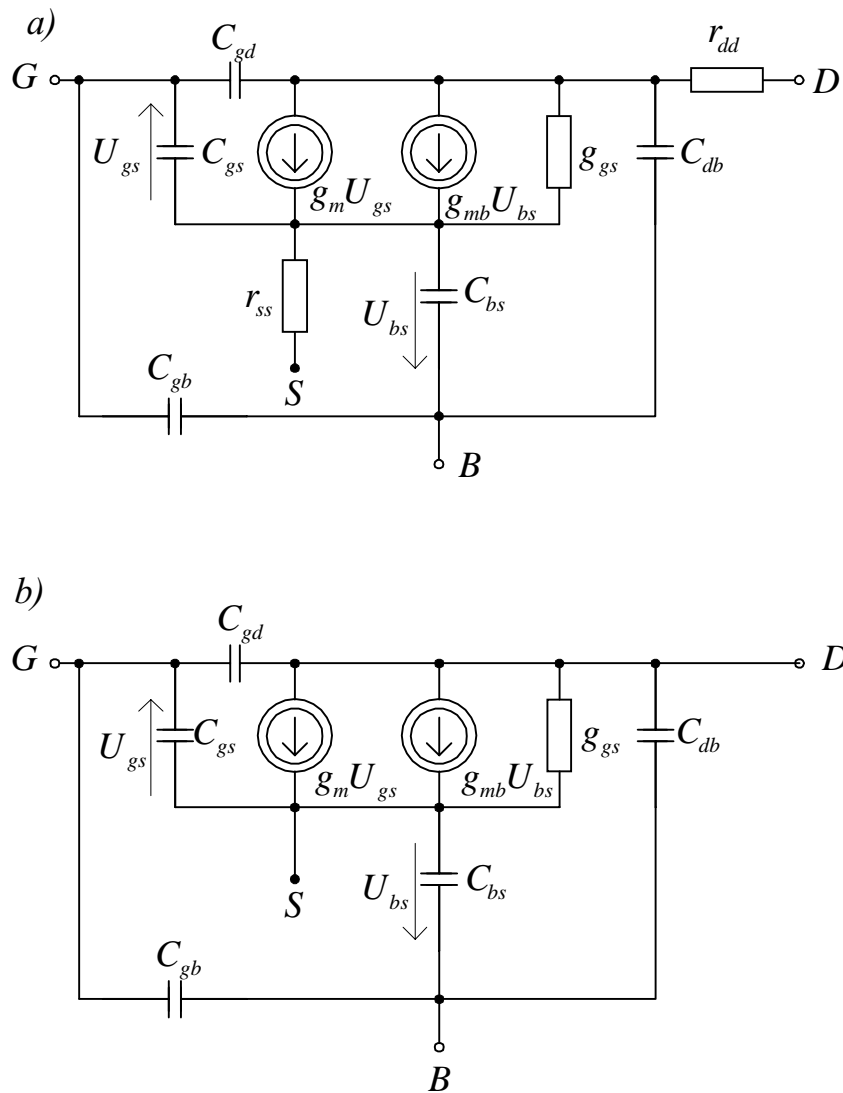 a)
C_gd
r_dd
G
D
U_gs
C_gs
g_gs
C_db
g_m U_gs
g_mb U_bs
r_ss
U_bs
C_bs
C_gb
S
B
b)
C_gd
G
D
U_gs
C_gs
g_gs
C_db
g_m U_gs
g_mb U_bs
U_bs
C_bs
S
C_gb
B